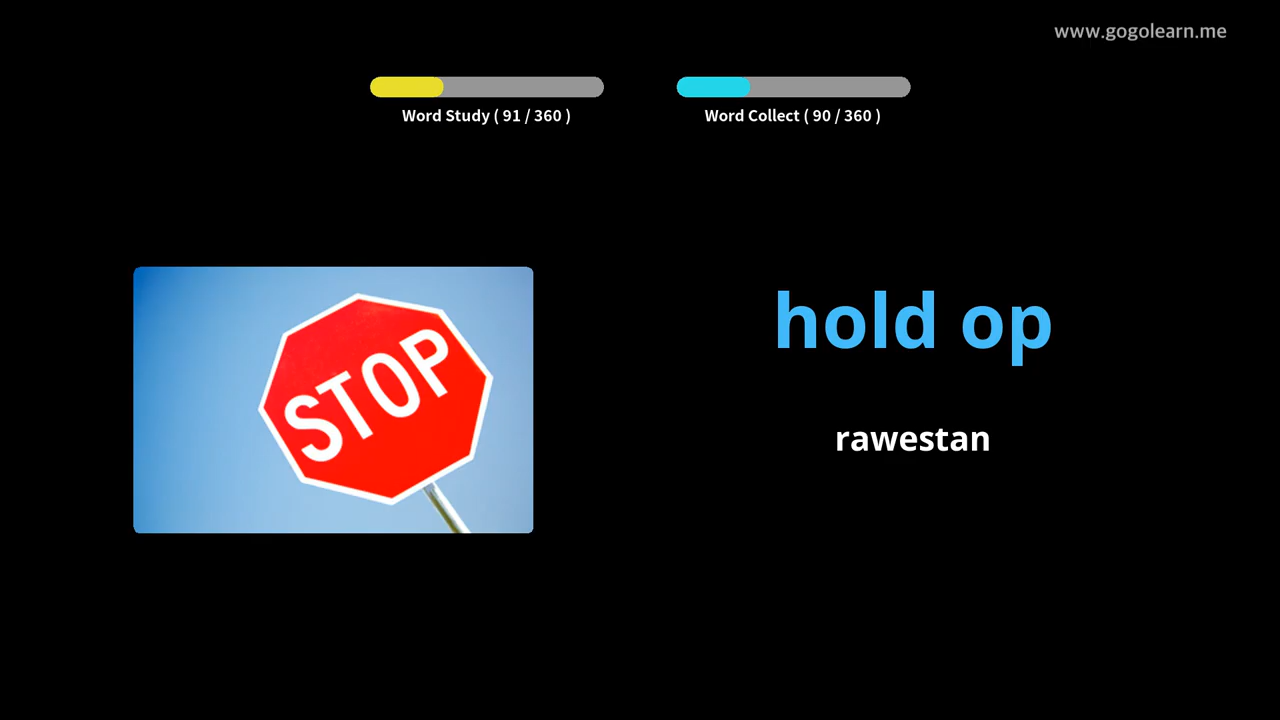 www.gogolearn.me
Word Study ( 91 / 360 )
Word Collect ( 90 / 360 )
STOP
hold op
rawestan